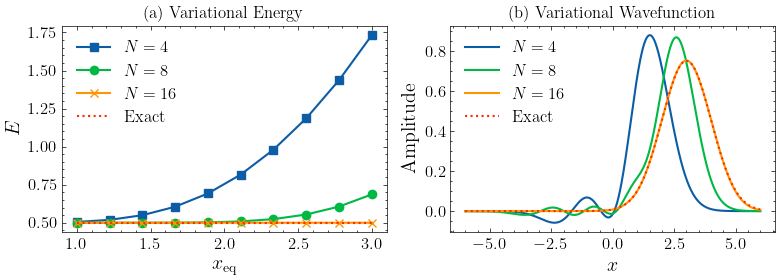 (a) Variational Energy
1.75
1.50
1.25
1.00
0.75
0.50
E
N = 4
N = 8
N = 16
Exact
1.0 1.5 2.0 2.5 3.0
x_eq
(b) Variational Wavefunction
0.8
0.6
0.4
0.2
0.0
Amplitude
N = 4
N = 8
N = 16
Exact
−5.0 −2.5 0.0 2.5 5.0
x